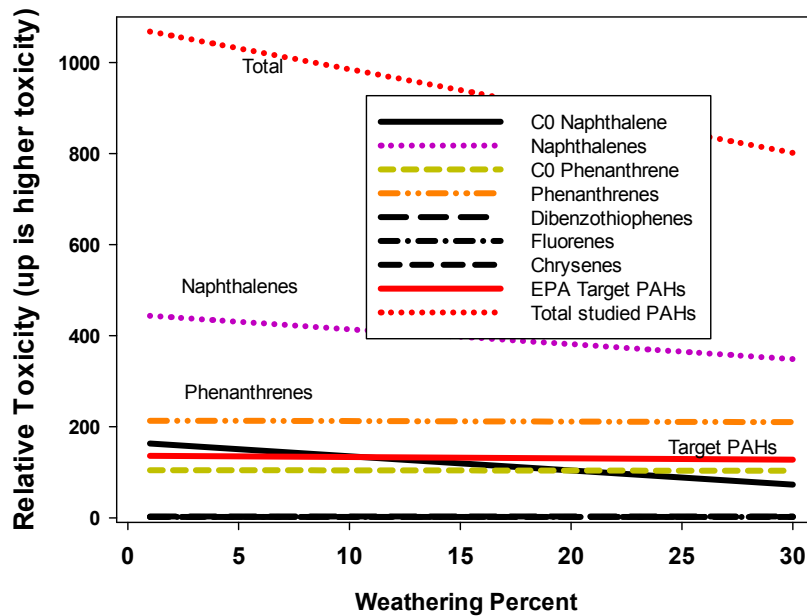 Relative Toxicity (up is higher toxicity)
1000
800
600
400
200
0
Total
C0 Naphthalene
Naphthalenes
C0 Phenanthrene
Phenanthrenes
Dibenzothiophenes
Fluorenes
Chrysenes
EPA Target PAHs
Total studied PAHs
Naphthalenes
Phenanthrenes
Target PAHs
0 5 10 15 20 25 30
Weathering Percent